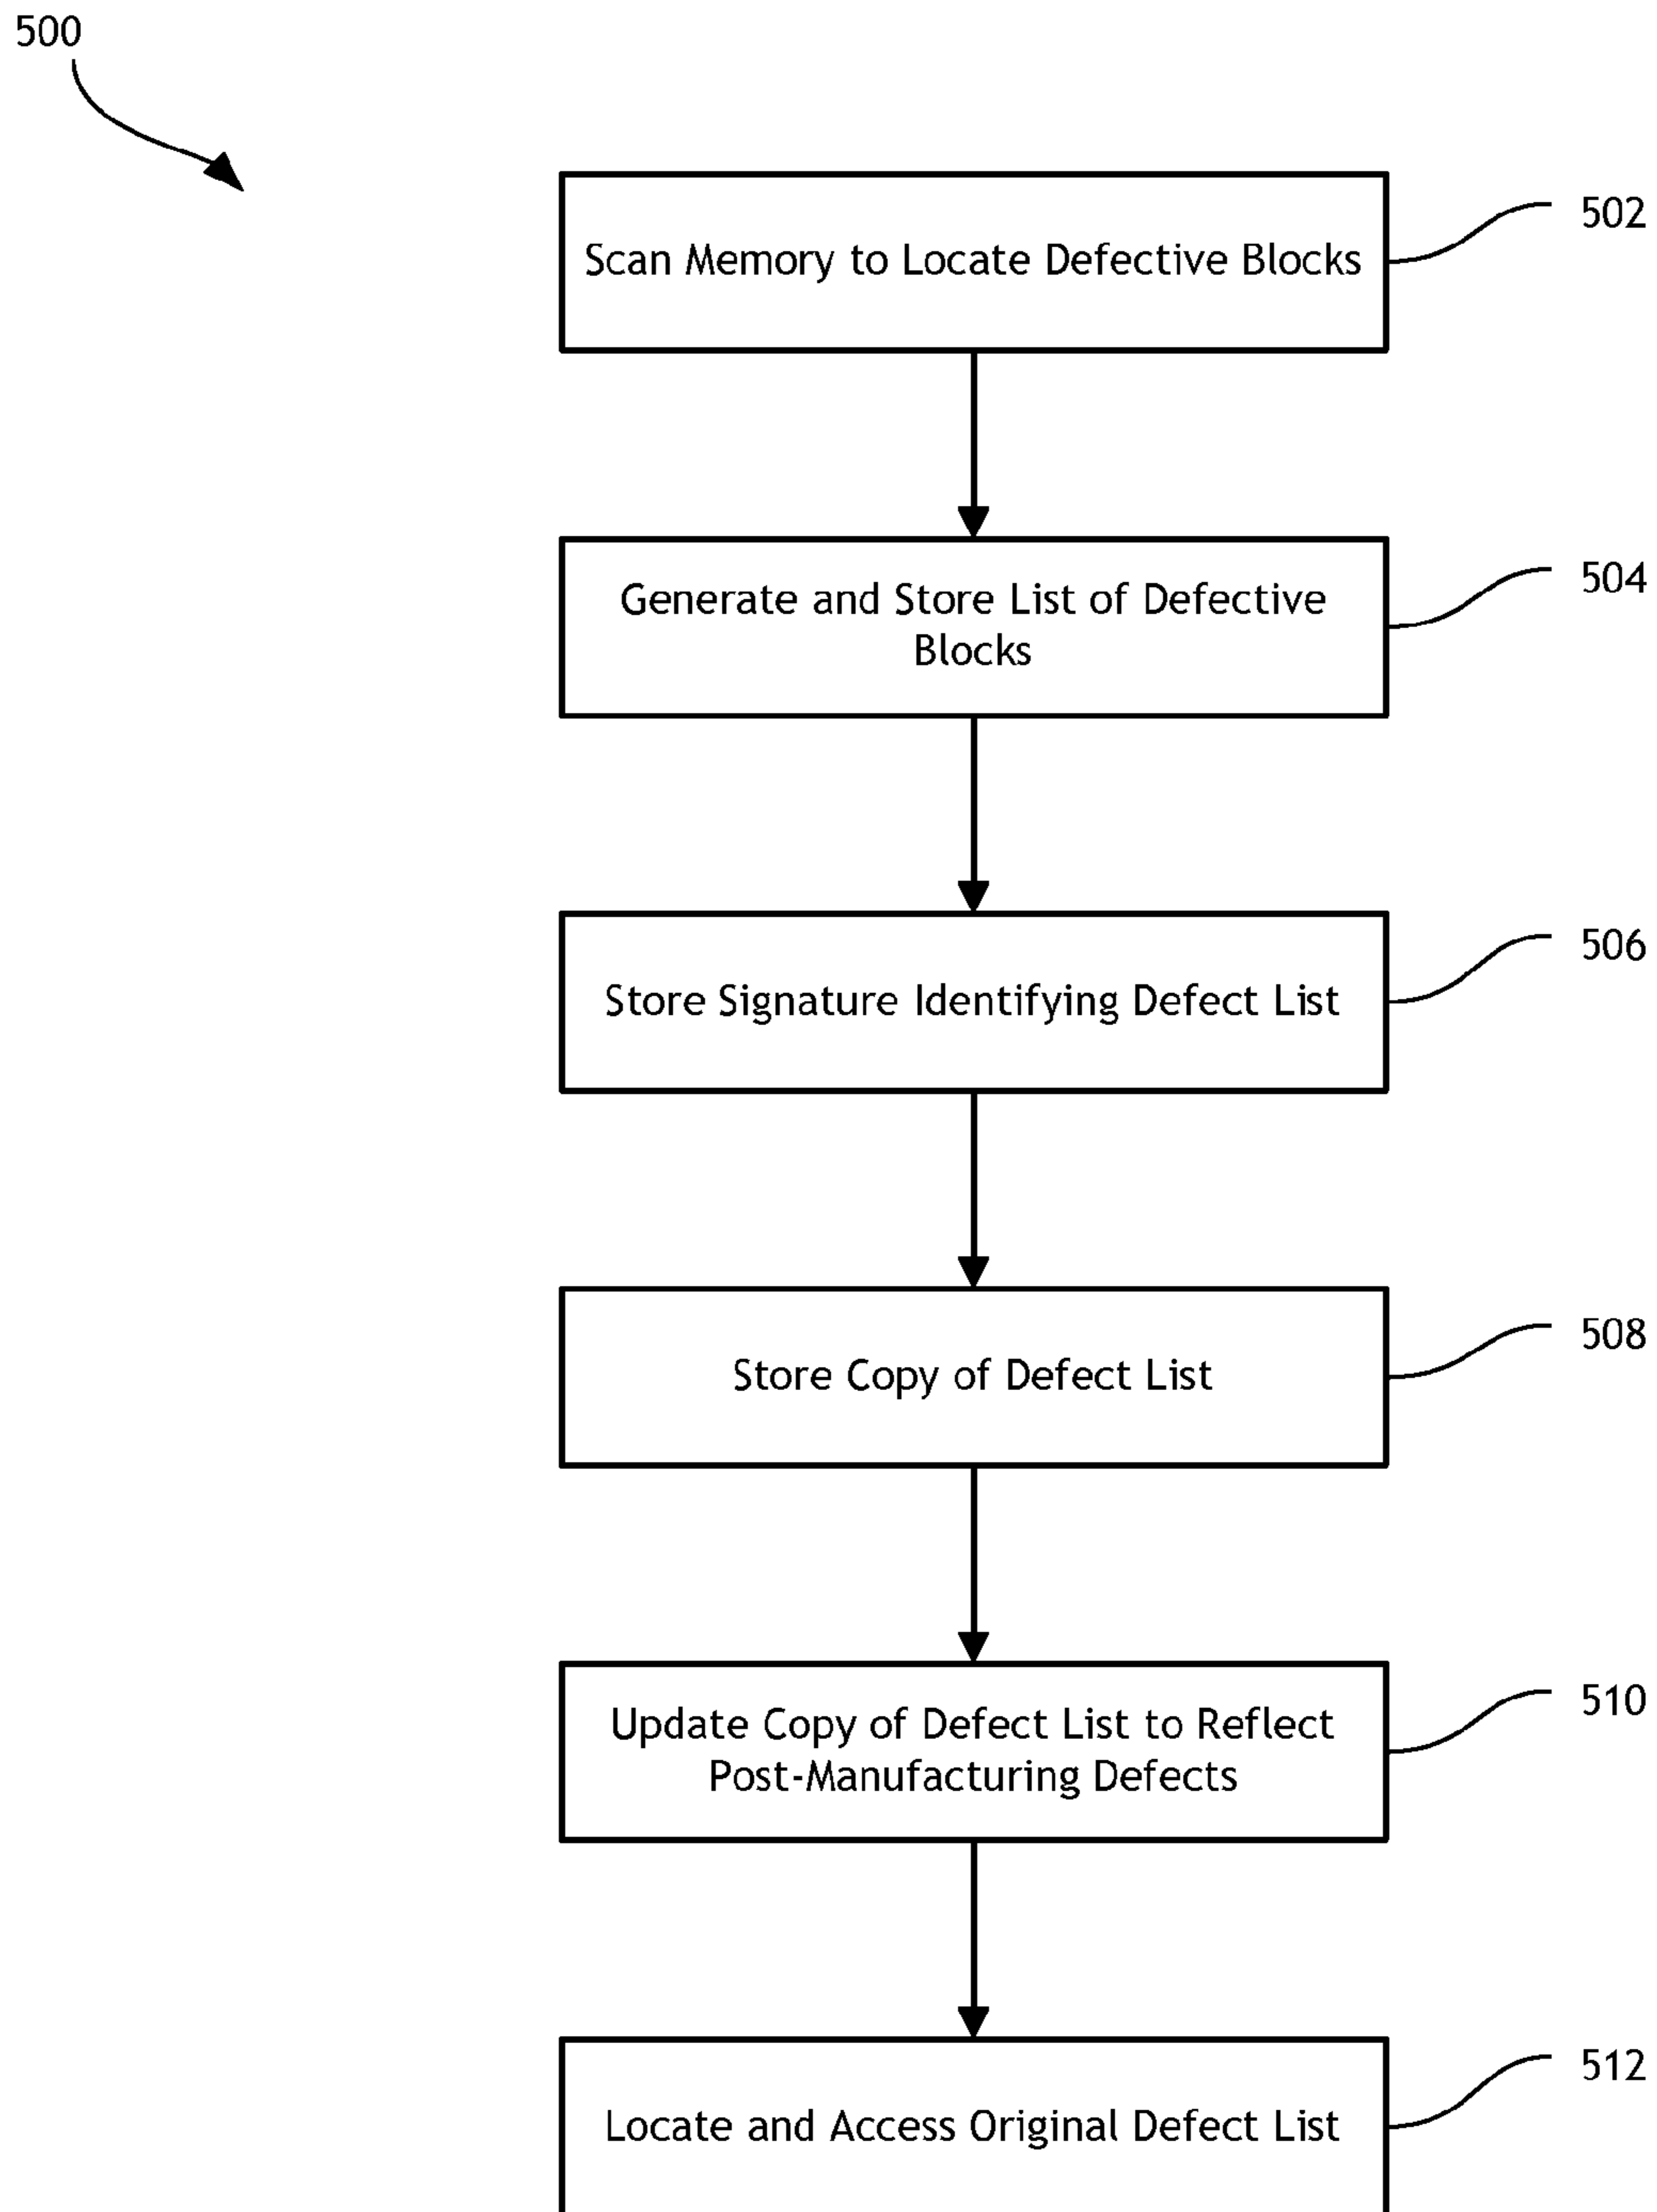 500
Scan Memory to Locate Defective Blocks
502
Generate and Store List of Defective
Blocks
504
Store Signature Identifying Defect List
506
Store Copy of Defect List
508
Update Copy of Defect List to Reflect
Post-Manufacturing Defects
510
Locate and Access Original Defect List
512